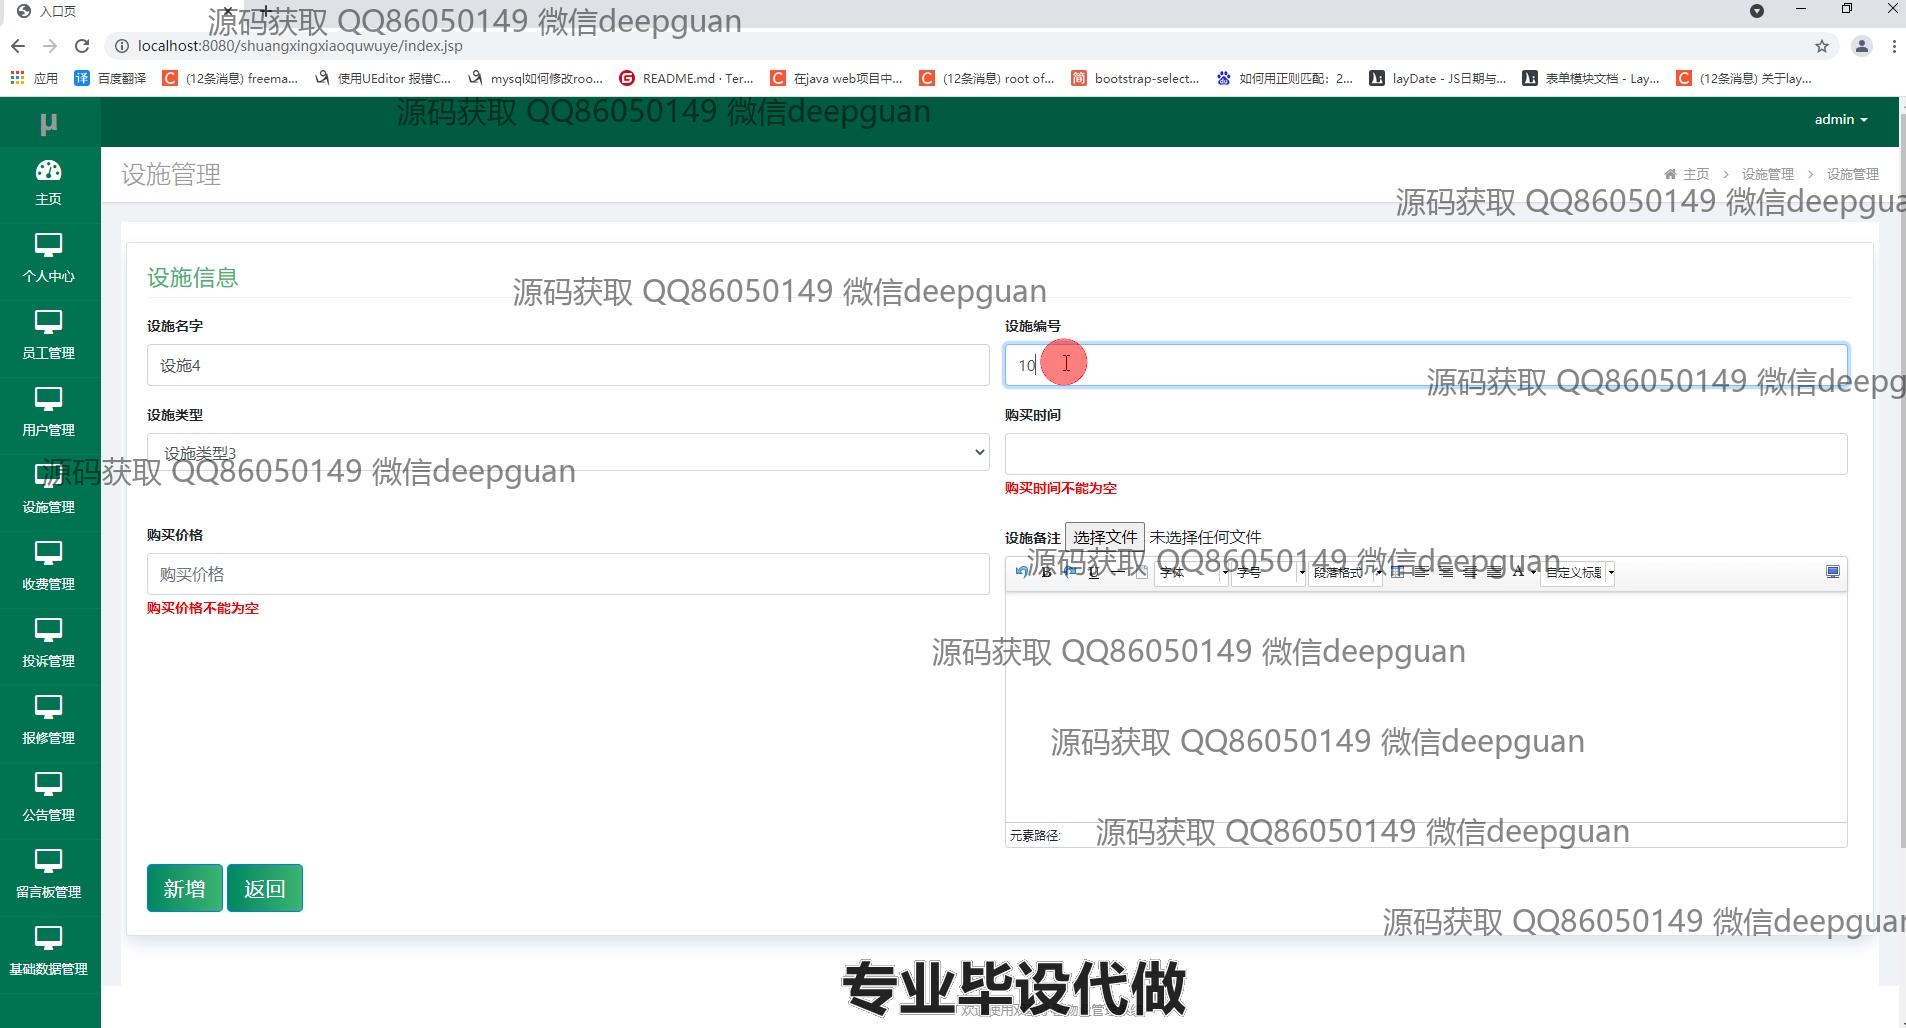 入口页
源码获取 QQ86050149 微信deepguan
localhost:8080/shuangxingxiaoquwuye/index.jsp
应用
百度翻译
(12条消息) freema...
使用UEditor 报错C...
mysql如何修改roo...
README.md · Ter...
在java web项目中...
(12条消息) root of...
bootstrap-select...
如何用正则匹配：2...
layDate - JS日期与...
表单模块文档 - Lay...
(12条消息) 关于lay...
源码获取 QQ86050149 微信deepguan
µ
admin
主页
个人中心
员工管理
用户管理
设施管理
收费管理
投诉管理
报修管理
公告管理
留言板管理
基础数据管理
设施管理
主页 > 设施管理 > 设施管理
源码获取 QQ86050149 微信deepgua
设施信息
源码获取 QQ86050149 微信deepguan
设施名字
设施4
设施编号
10
源码获取 QQ86050149 微信deepg
设施类型
设施类型3
购买时间
购买时间不能为空
源码获取 QQ86050149 微信deepguan
购买价格
购买价格
购买价格不能为空
设施备注 选择文件 未选择任何文件
源码获取 QQ86050149 微信deepguan
B U 字体 字号 段落格式 A 自定义标题
源码获取 QQ86050149 微信deepguan
源码获取 QQ86050149 微信deepguan
元素路径:
源码获取 QQ86050149 微信deepguan
新增 返回
源码获取 QQ86050149 微信deepguan
专业毕设代做